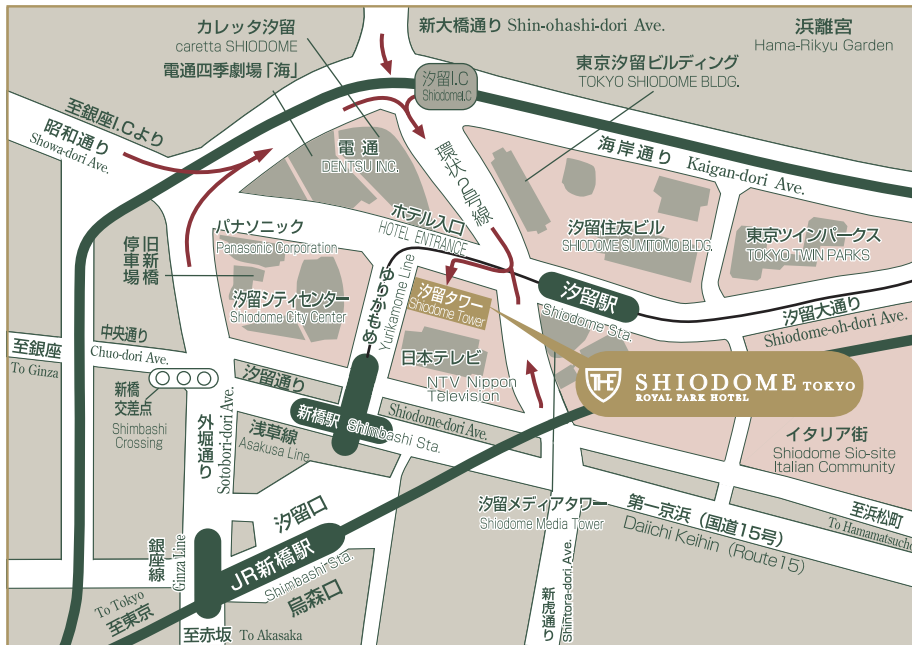 カレッタ汐留
caretta SHIODOME
電通四季劇場「海」
新大橋通り Shin-ohashi-dori Ave.
浜離宮
Hama-Rikyu Garden
汐留I.C
ShiodomeI.C
東京汐留ビルディング
TOKYO SHIODOME BLDG.
至銀座I.Cより
昭和通り
Showa-dori Ave.
電通
DENTSU INC.
環状2号線
海岸通り Kaigan-dori Ave.
旧新橋
停車場
パナソニック
Panasonic Corporation
ホテル入口
HOTEL ENTRANCE
汐留住友ビル
SHIODOME SUMITOMO BLDG.
東京ツインパークス
TOKYO TWIN PARKS
汐留シティセンター
Shiodome City Center
ゆりかもめ
Yurikamome Line
汐留タワー
Shiodome Tower
汐留駅
Shiodome Sta.
汐留大通り
Shiodome-oh-dori Ave.
至銀座
To Ginza
中央通り
Chuo-dori Ave.
汐留通り
日本テレビ
NTV Nippon
Television
THE
SHIODOME TOKYO
ROYAL PARK HOTEL
新橋
交差点
Shimbashi
Crossing
外堀通り
Sotobori-dori Ave.
新橋駅 Shimbashi Sta.
Shiodome-dori Ave.
浅草線
Asakusa Line
イタリア街
Shiodome Sio-site
Italian Community
汐留口
汐留メディアタワー
Shiodome Media Tower
第一京浜（国道15号）
Daiichi Keihin（Route15）
至浜松町
To Hamamatsucho
銀座線
Ginza Line
JR新橋駅
Shimbashi Sta.
烏森口
新虎通り
Shintora-dori Ave.
To Tokyo
至東京
至赤坂 To Akasaka